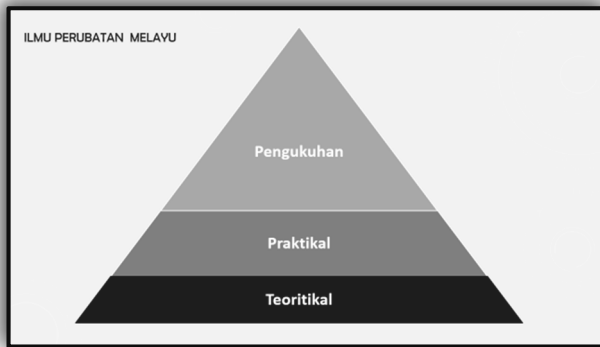 ILMU PERUBATAN MELAYU
Pengukuhan
Praktikal
Teoritikal